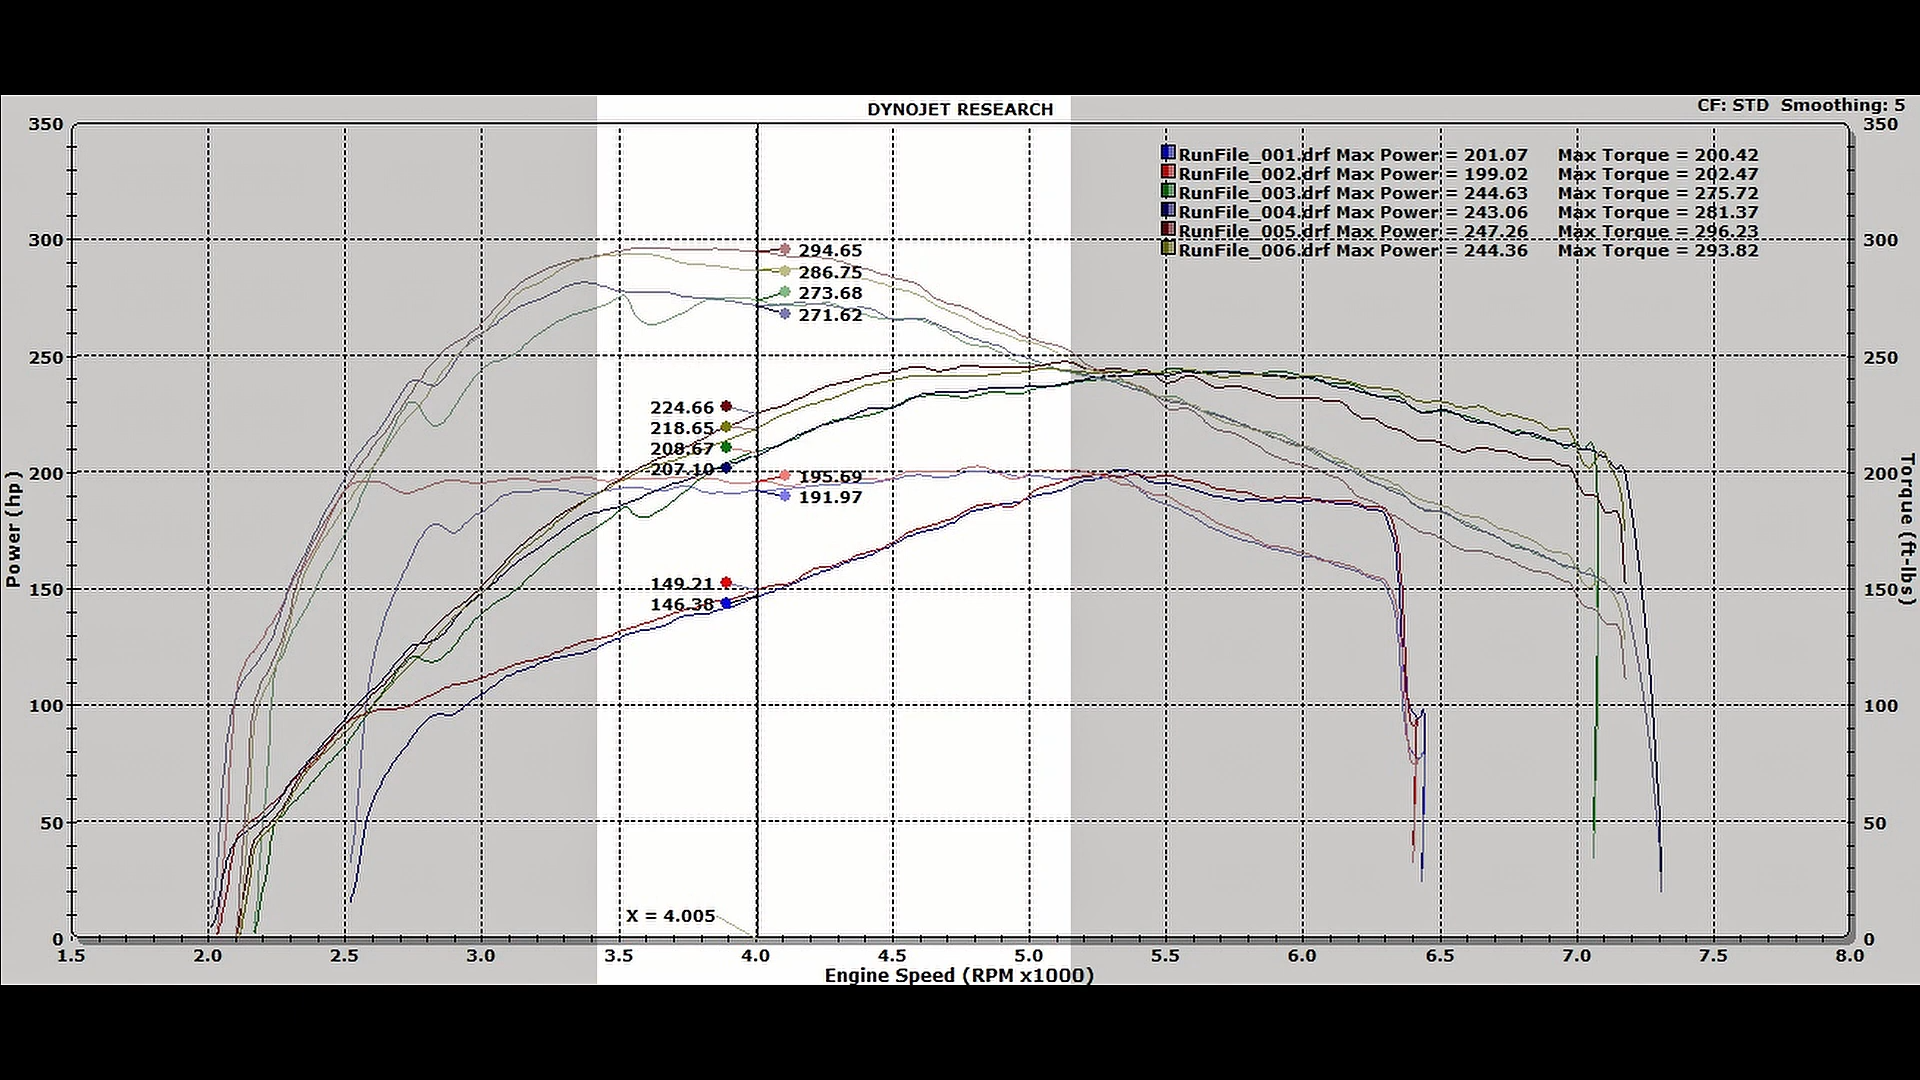 DYNOJET RESEARCH
CF: STD Smoothing: 5
RunFile_001.drf Max Power = 201.07 Max Torque = 200.42
RunFile_002.drf Max Power = 199.02 Max Torque = 202.47
RunFile_003.drf Max Power = 244.63 Max Torque = 275.72
RunFile_004.drf Max Power = 243.06 Max Torque = 281.37
RunFile_005.drf Max Power = 247.26 Max Torque = 296.23
RunFile_006.drf Max Power = 244.36 Max Torque = 293.82
350
300
250
200
150
100
50
0
Power (hp)
294.65
286.75
273.68
271.62
224.66
218.65
208.67
207.10
195.69
191.97
149.21
146.38
X = 4.005
350
300
250
200
150
100
50
0
Torque (ft-lbs)
1.5 2.0 2.5 3.0 3.5 4.0 4.5 5.0 5.5 6.0 6.5 7.0 7.5 8.0
Engine Speed (RPM x1000)